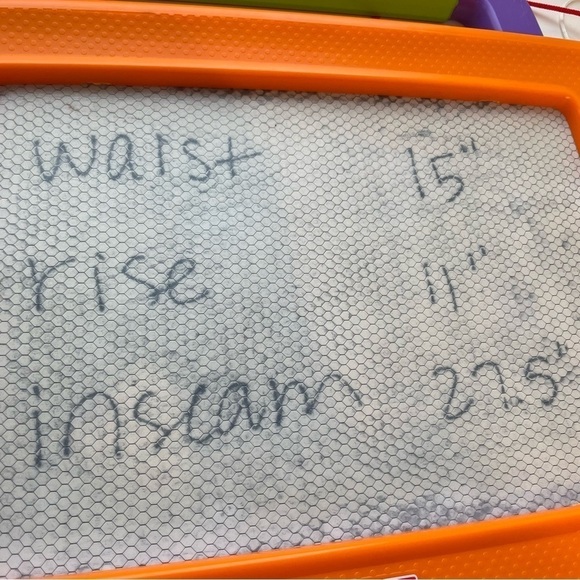 waist 15"
rise 11"
inseam 27.5"